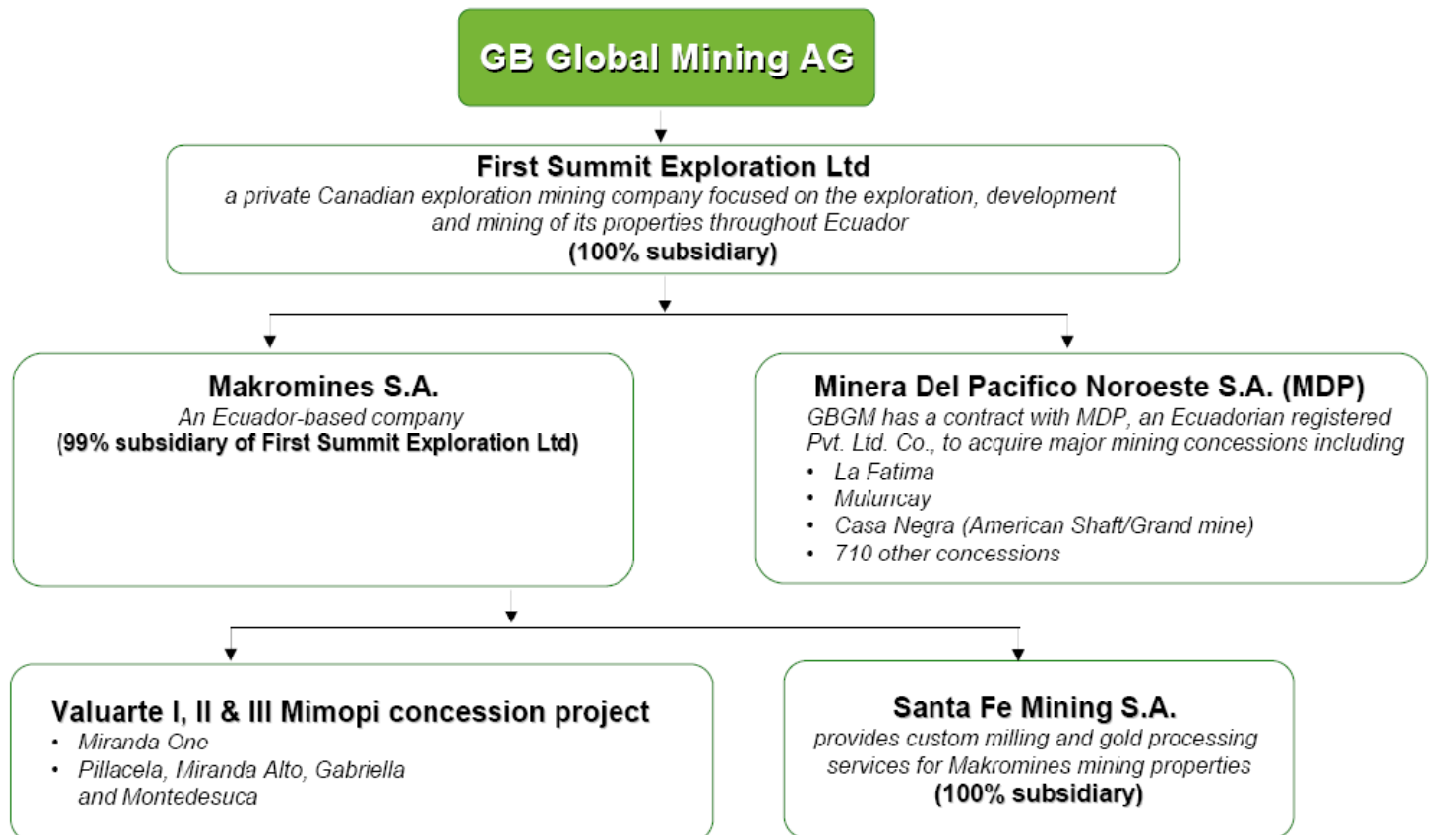 GB Global Mining AG
First Summit Exploration Ltd
a private Canadian exploration mining company focused on the exploration, development
and mining of its properties throughout Ecuador
(100% subsidiary)
Makromines S.A.
An Ecuador-based company
(99% subsidiary of First Summit Exploration Ltd)
Minera Del Pacifico Noroeste S.A. (MDP)
GBGM has a contract with MDP, an Ecuadorian registered
Pvt. Ltd. Co., to acquire major mining concessions including
• La Fatima
• Muluncay
• Casa Negra (American Shaft/Grand mine)
• 710 other concessions
Valuarte I, II & III Mimopi concession project
• Miranda One
• Pillacela, Miranda Alto, Gabriella
and Montedesuca
Santa Fe Mining S.A.
provides custom milling and gold processing
services for Makromines mining properties
(100% subsidiary)